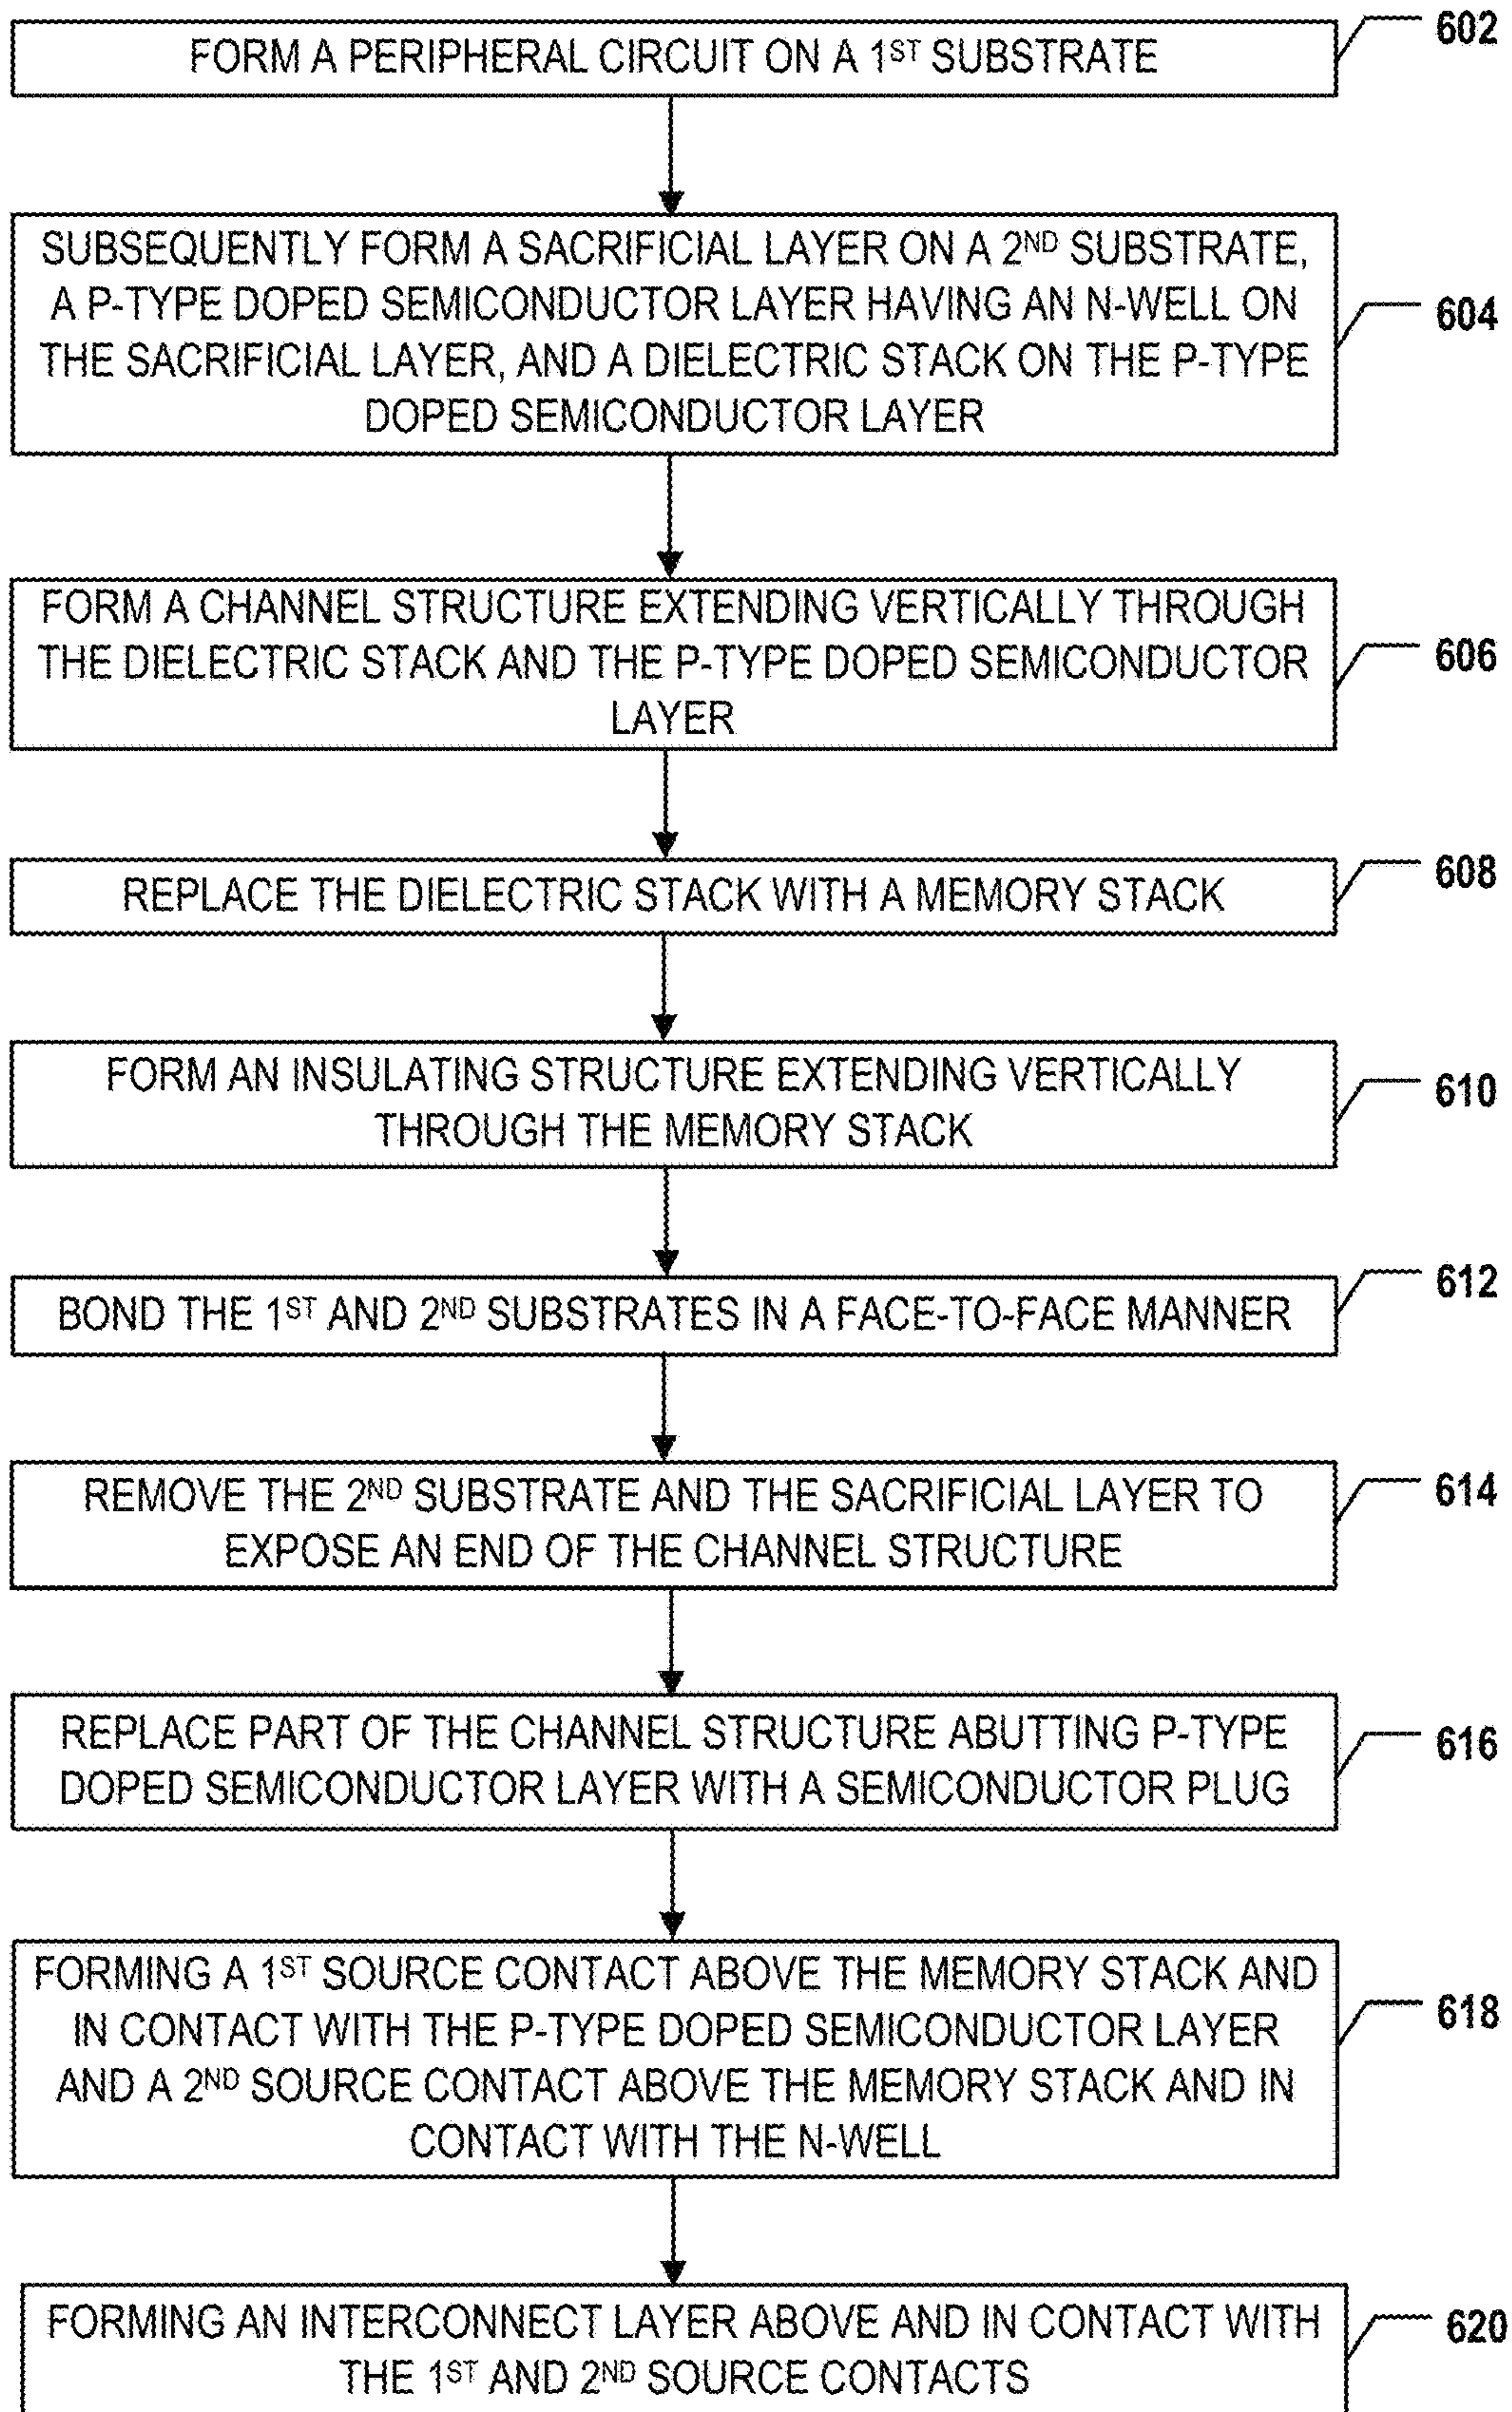 602
FORM A PERIPHERAL CIRCUIT ON A 1ST SUBSTRATE
SUBSEQUENTLY FORM A SACRIFICIAL LAYER ON A 2ND SUBSTRATE,
A P-TYPE DOPED SEMICONDUCTOR LAYER HAVING AN N-WELL ON
THE SACRIFICIAL LAYER, AND A DIELECTRIC STACK ON THE P-TYPE
DOPED SEMICONDUCTOR LAYER
604
FORM A CHANNEL STRUCTURE EXTENDING VERTICALLY THROUGH
THE DIELECTRIC STACK AND THE P-TYPE DOPED SEMICONDUCTOR
LAYER
606
REPLACE THE DIELECTRIC STACK WITH A MEMORY STACK
608
FORM AN INSULATING STRUCTURE EXTENDING VERTICALLY
THROUGH THE MEMORY STACK
610
BOND THE 1ST AND 2ND SUBSTRATES IN A FACE-TO-FACE MANNER
612
REMOVE THE 2ND SUBSTRATE AND THE SACRIFICIAL LAYER TO
EXPOSE AN END OF THE CHANNEL STRUCTURE
614
REPLACE PART OF THE CHANNEL STRUCTURE ABUTTING P-TYPE
DOPED SEMICONDUCTOR LAYER WITH A SEMICONDUCTOR PLUG
616
FORMING A 1ST SOURCE CONTACT ABOVE THE MEMORY STACK AND
IN CONTACT WITH THE P-TYPE DOPED SEMICONDUCTOR LAYER
AND A 2ND SOURCE CONTACT ABOVE THE MEMORY STACK AND IN
CONTACT WITH THE N-WELL
618
FORMING AN INTERCONNECT LAYER ABOVE AND IN CONTACT WITH
THE 1ST AND 2ND SOURCE CONTACTS
620